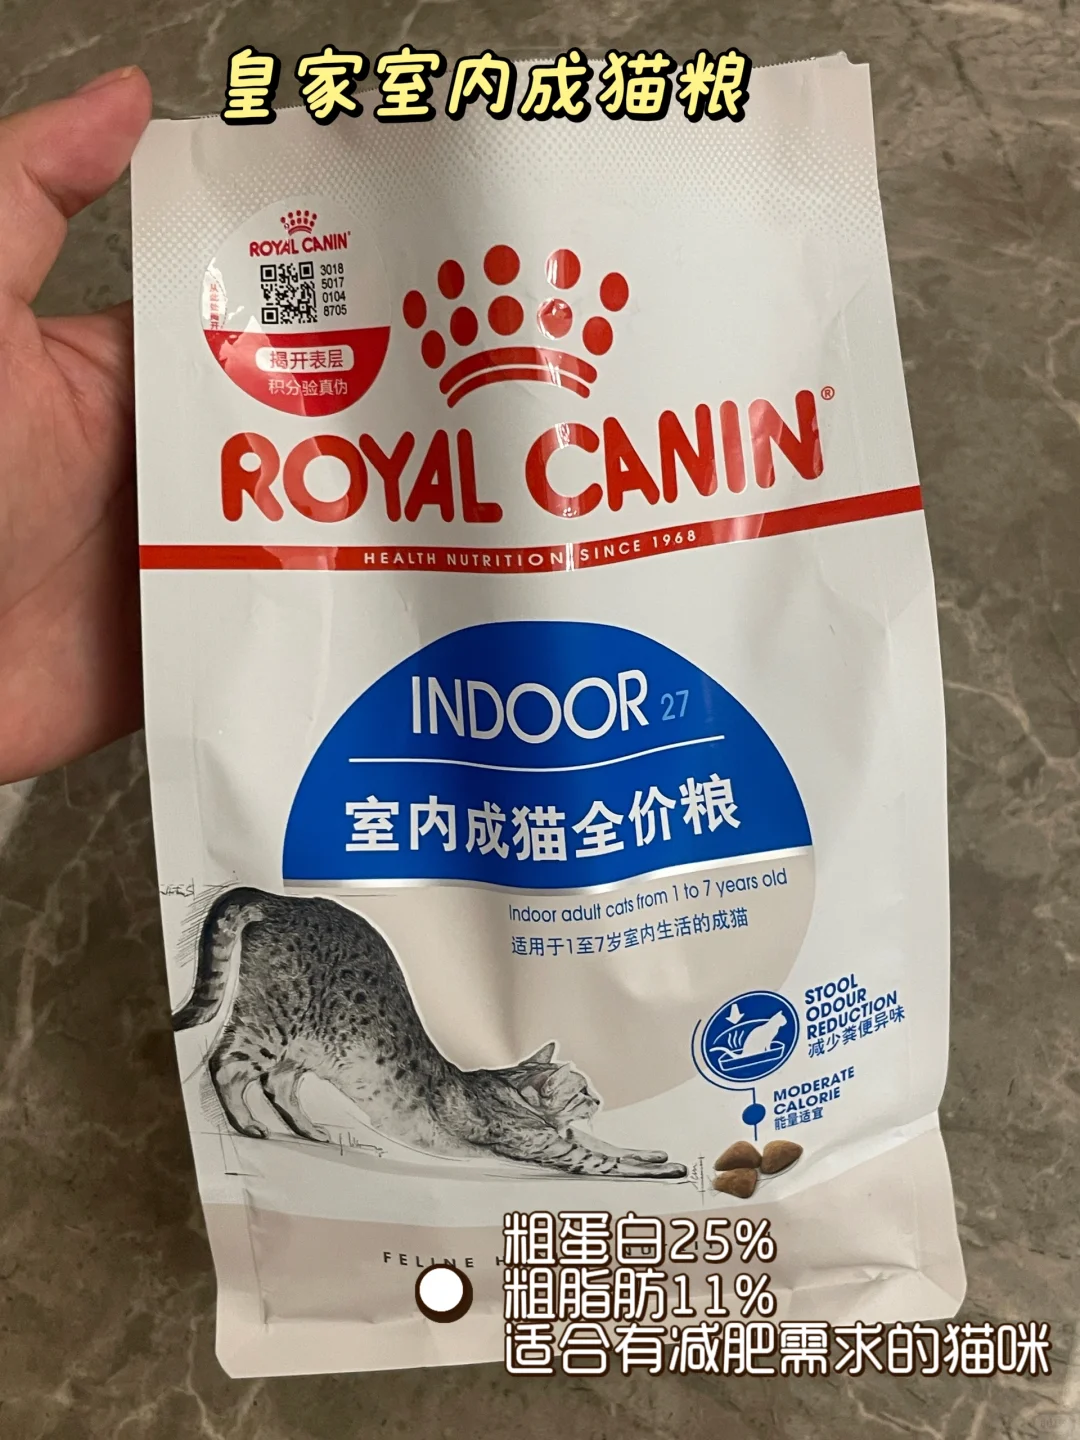 皇家室内成猫粮
ROYAL CANIN
3018
5017
0104
8705
揭开表层
积分验真伪
ROYAL CANIN®
HEALTH NUTRITION SINCE 1968
INDOOR 27
室内成猫全价粮
Indoor adult cats from 1 to 7 years old
适用于1至7岁室内生活的成猫
STOOL
ODOUR
REDUCTION
减少粪便异味
MODERATE
CALORIE
能量适宜
FELINE H
粗蛋白25%
粗脂肪11%
适合有减肥需求的猫咪